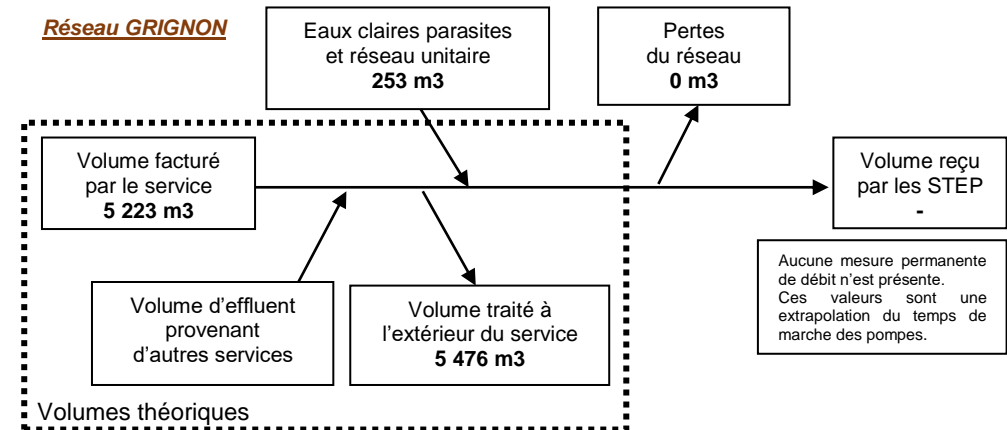 Réseau GRIGNON
Eaux claires parasites
et réseau unitaire
253 m3
Pertes
du réseau
0 m3
Volume facturé
par le service
5 223 m3
Volume reçu
par les STEP
-
Volume d'effluent
provenant
d'autres services
Volume traité à
l'extérieur du service
5 476 m3
Aucune mesure permanente
de débit n'est présente.
Ces valeurs sont une
extrapolation du temps de
marche des pompes.
Volumes théoriques